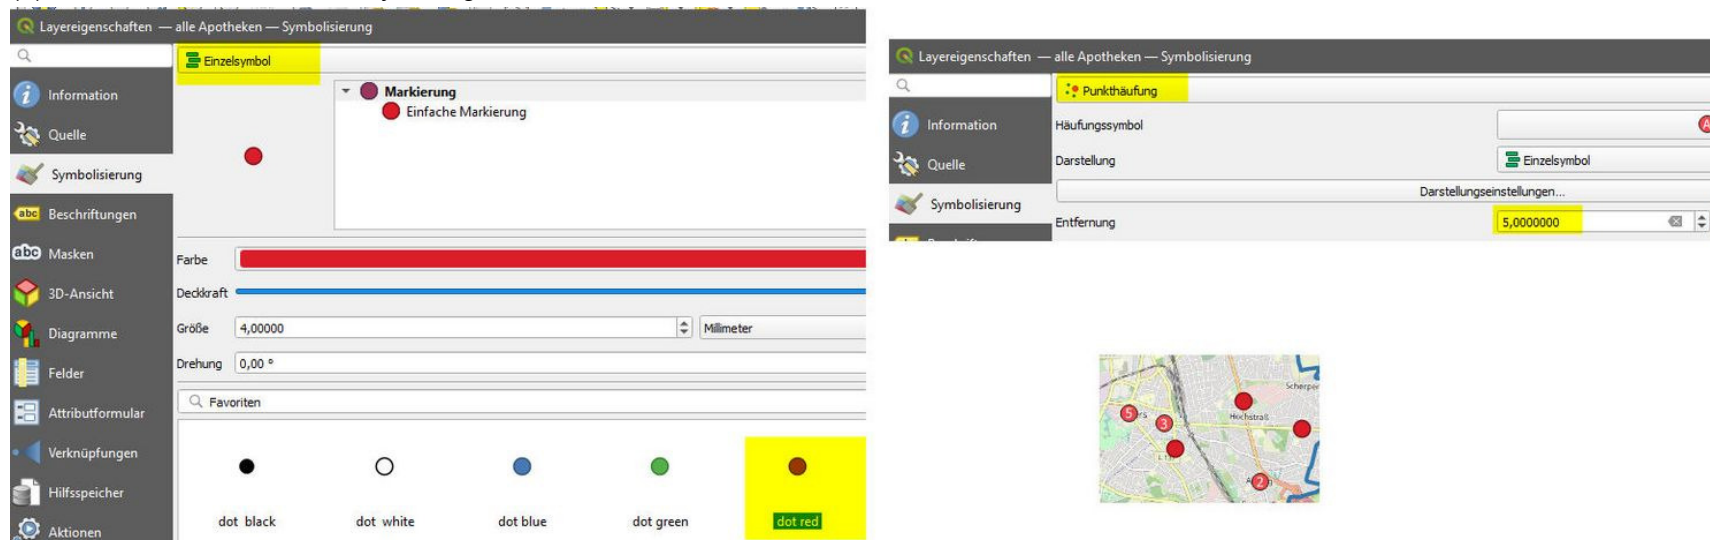 Layereigenschaften — alle Apotheken — Symbolisierung
Einzelsymbol
Information
Quelle
Symbolisierung
Beschriftungen
Masken
3D-Ansicht
Diagramme
Felder
Attributformular
Verknüpfungen
Hilfsspeicher
Aktionen
abc
abc
Markierung
Einfache Markierung
Farbe
Deckkraft
Größe 4,00000 Millimeter
Drehung 0,00 °
Favoriten
dot black
dot white
dot blue
dot green
dot red
Layereigenschaften — alle Apotheken — Symbolisierung
Punkthäufung
Information
Quelle
Symbolisierung
Häufungssymbol
A
Darstellung
Einzelsymbol
Darstellungseinstellungen...
Entfernung
5,0000000
Hochstraß
5
3
2